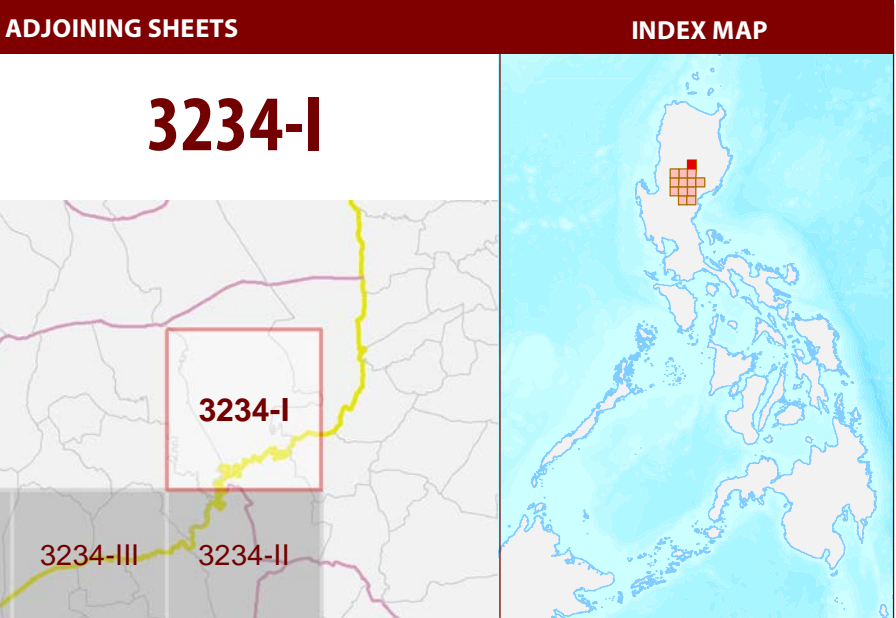 ADJOINING SHEETS
INDEX MAP
3234-I
3234-I
3234-III
3234-II